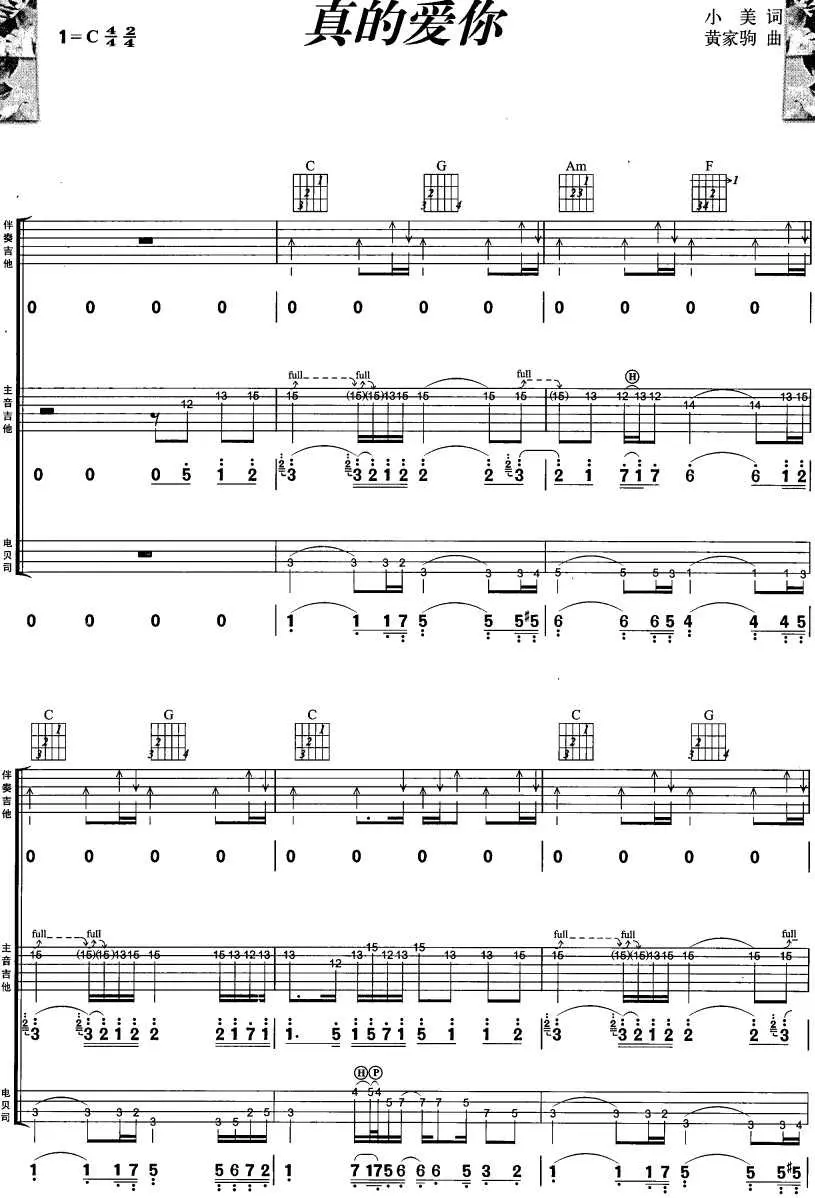 真的爱你
1=C 4/4 2/4
小 美 词
黄家驹 曲
C G Am F
伴奏吉他
0 0 0 0 0 0 0 0 0 0 0 0
full full full H
主音吉他
12 13 15 15 (15) (15) 13 15 15 15 15 (15) 13 12 13 12 14 14 13 15
0 0 0 5 1 2 3 3 2 1 2 2 2 3 2 1 7 1 7 6 6 1 2
电贝司
3 3 3 2 3 3 3 4 5 5 5 3 1 1 1 3
0 0 0 0 1 1 1 7 5 5 5 #5 6 6 6 5 4 4 4 5
C G C C G
伴奏吉他
0 0 0 0 0 0 0 0 0 0 0 0
full full full full full
主音吉他
15 (15) (15) 13 15 15 15 13 12 13 13 12 13 15 12 13 15 13 13 15 15 (15) (15) 13 15 15 15 15
3 3 2 1 2 2 2 1 7 1 1. 5 1 5 7 1 5 1 1 2 3 3 2 1 2 2 2 3
H P
电贝司
3 3 3 2 3 3 5 2 5 3 4 5 4 5 7 7 7 5 7 5 3 3 3 2 3 3 3 4
1 1 1 7 5 5 6 7 2 1 7 1 7 5 6 6 6 5 3 2 1 1 1 7 5 5 5 #5